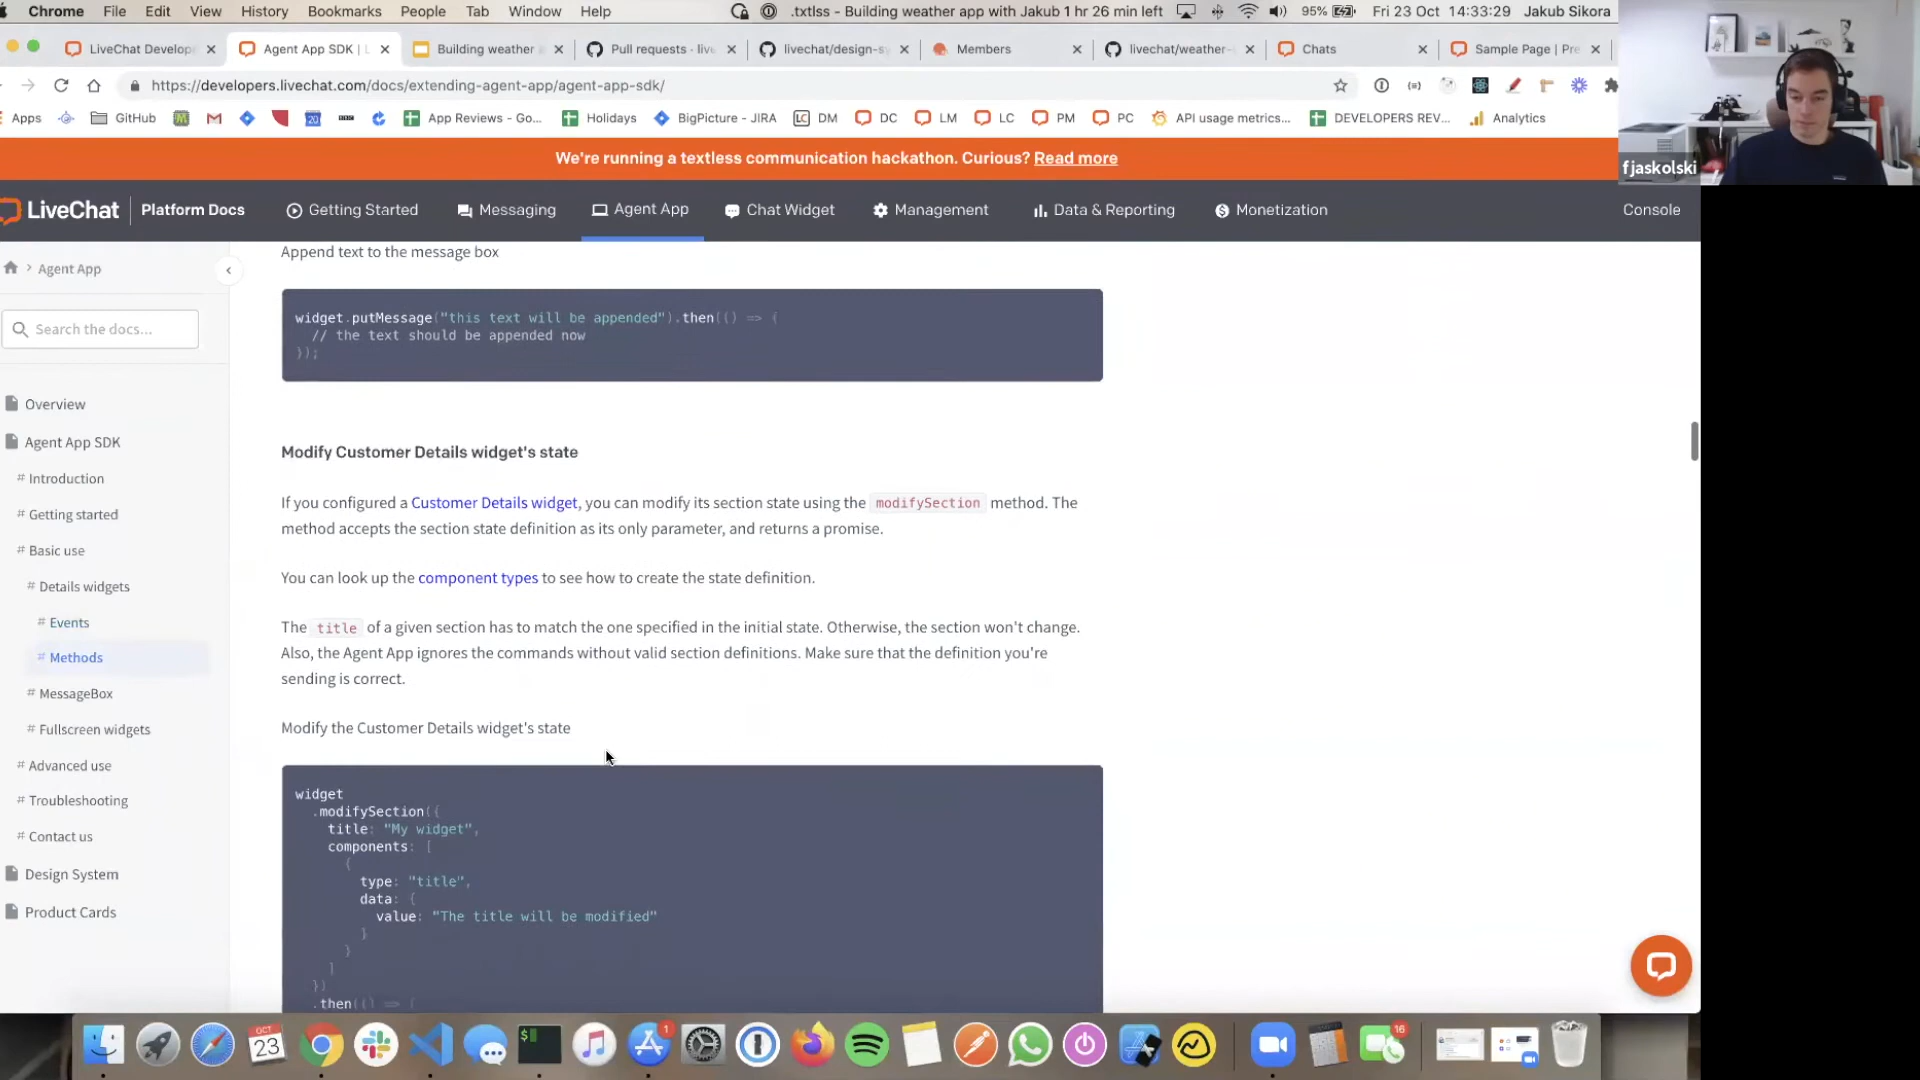 Chrome File Edit View History Bookmarks People Tab Window Help .txtlss - Building weather app with Jakub 1 hr 26 min left 95% Fri 23 Oct 14:33:29 Jakub Sikora
LiveChat Develop Agent App SDK | L Building weather Pull requests · live livechat/design-sy Members livechat/weather- Chats Sample Page | Pre
https://developers.livechat.com/docs/extending-agent-app/agent-app-sdk/
Apps GitHub App Reviews - Go... Holidays BigPicture - JIRA DM DC LM LC PM PC API usage metrics... DEVELOPERS REV... Analytics
fjaskolski
We're running a textless communication hackathon. Curious? Read more
LiveChat Platform Docs Getting Started Messaging Agent App Chat Widget Management Data & Reporting Monetization Console
> Agent App
Search the docs...
Overview
Agent App SDK
# Introduction
# Getting started
# Basic use
# Details widgets
# Events
# Methods
# MessageBox
# Fullscreen widgets
# Advanced use
# Troubleshooting
# Contact us
Design System
Product Cards
Append text to the message box
widget.putMessage("this text will be appended").then(() => {
// the text should be appended now
});
Modify Customer Details widget's state
If you configured a Customer Details widget, you can modify its section state using the modifySection method. The
method accepts the section state definition as its only parameter, and returns a promise.
You can look up the component types to see how to create the state definition.
The title of a given section has to match the one specified in the initial state. Otherwise, the section won't change.
Also, the Agent App ignores the commands without valid section definitions. Make sure that the definition you're
sending is correct.
Modify the Customer Details widget's state
widget
.modifySection({
title: "My widget",
components: [
{
type: "title",
data: {
value: "The title will be modified"
}
}
]
})
.then(() => {
OCT
23
$
1
16